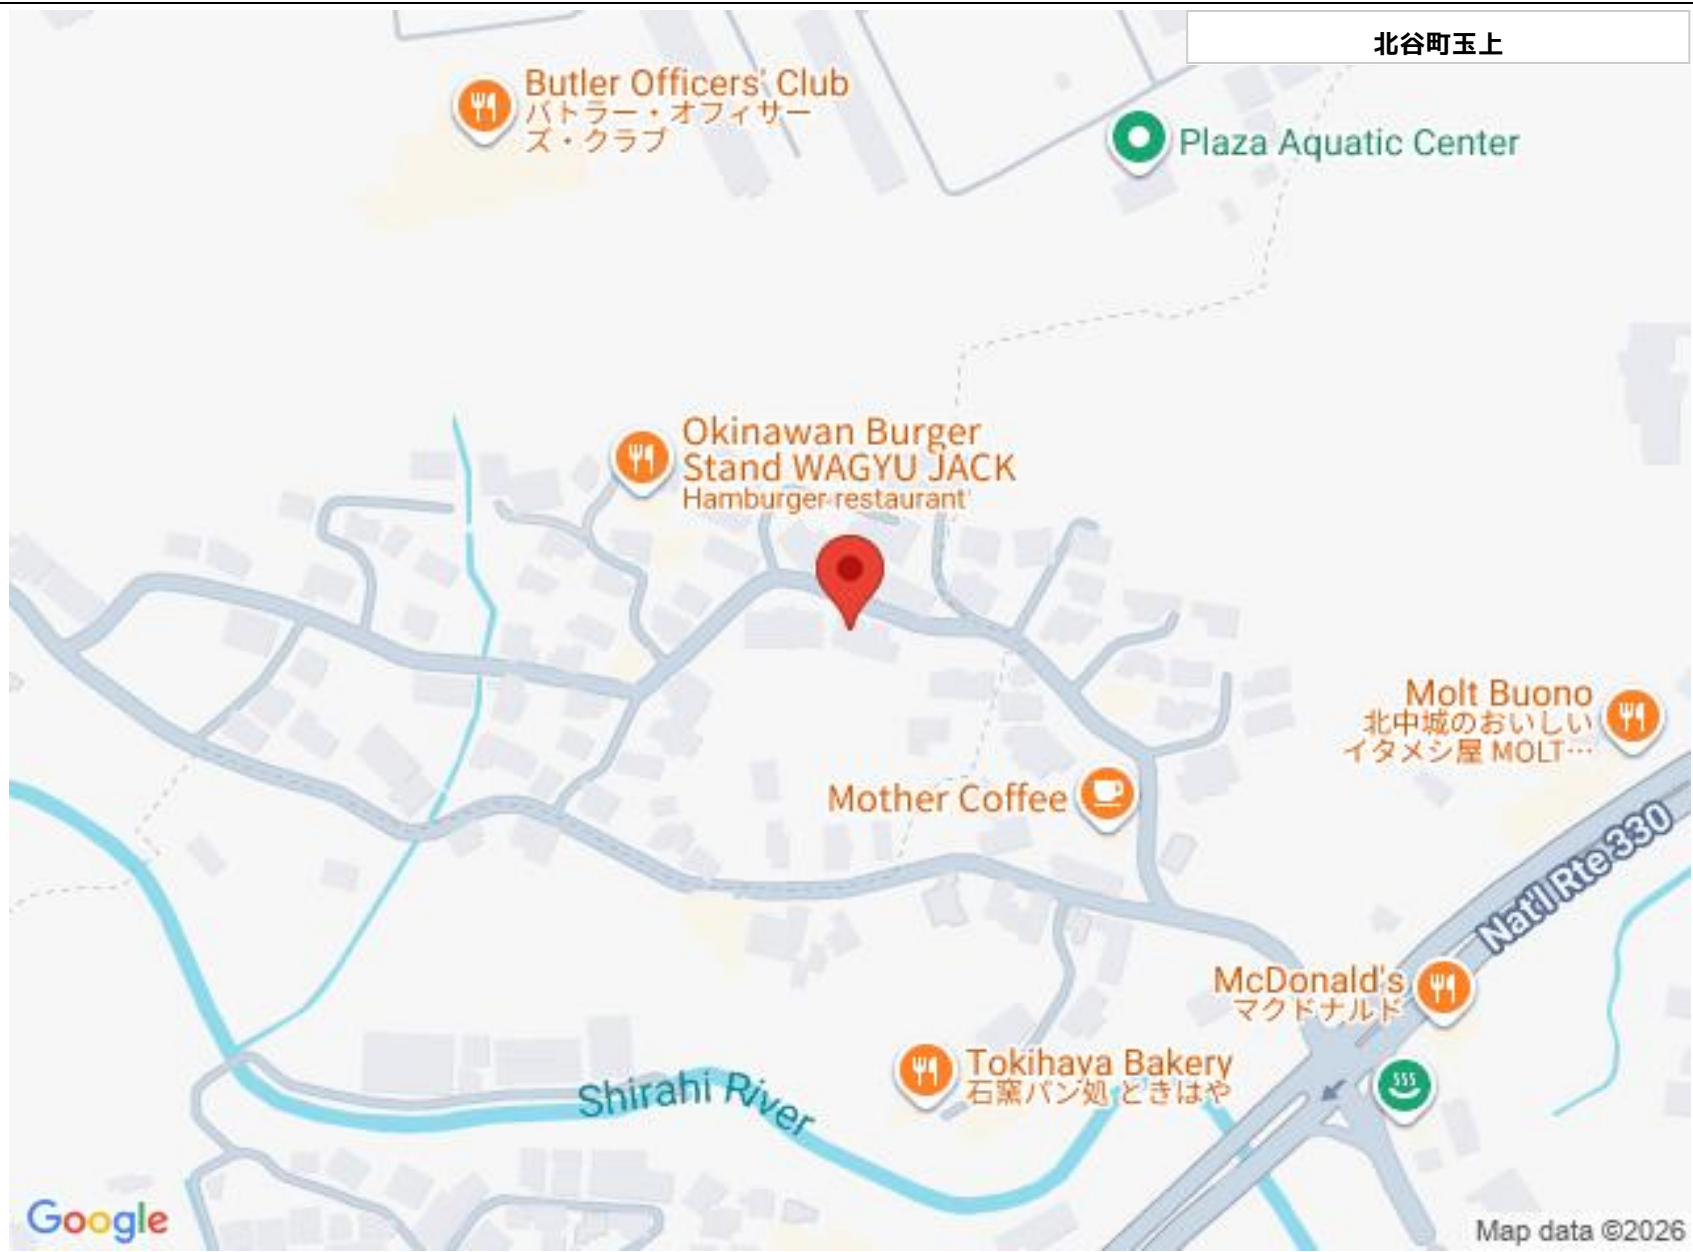 北谷町玉上
Butler Officers' Club
バトラー・オフィサー
ズ・クラブ
Plaza Aquatic Center
Okinawan Burger
Stand WAGYU JACK
Hamburger restaurant
Molt Buono
北中城のおいしい
イタメシ屋 MOLT…
Mother Coffee
Nat'l Rte 330
McDonald's
マクドナルド
Tokihaya Bakery
石窯パン処 ときはや
Shirahi River
Google
Map data ©2026